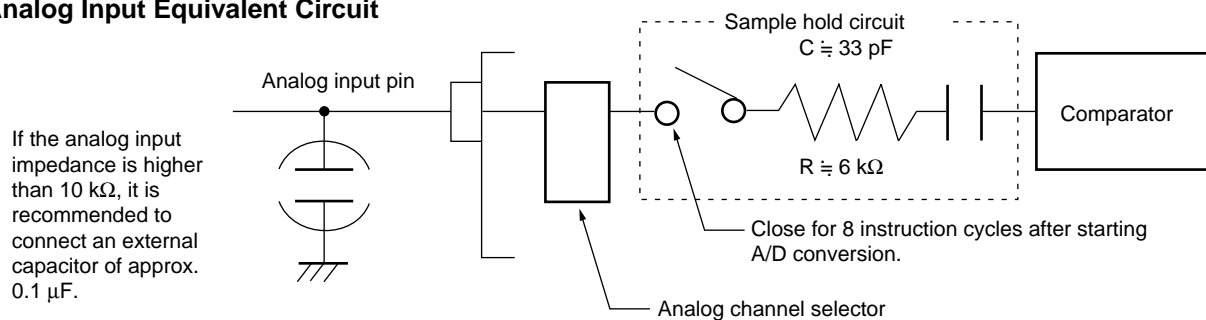 Analog Input Equivalent Circuit
Sample hold circuit
C ≒ 33 pF
Analog input pin
Comparator
If the analog input
impedance is higher
than 10 kΩ, it is
recommended to
connect an external
capacitor of approx.
0.1 μF.
R ≒ 6 kΩ
Close for 8 instruction cycles after starting
A/D conversion.
Analog channel selector